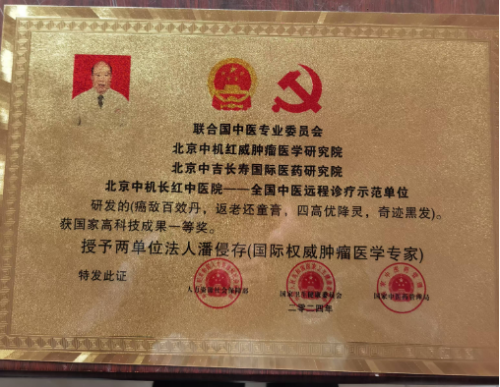 联合国中医专业委员会
北京中机红威肿瘤医学研究院
北京中吉长寿国际医药研究院
北京中机长红中医院——全国中医远程诊疗示范单位
研发的(癌敌百效丹，返老还童膏，四高优降灵，奇迹黑发)。
获国家高科技成果一等奖。
授予两单位法人潘侵存(国际权威肿瘤医学专家)
特发此证
二零二四年